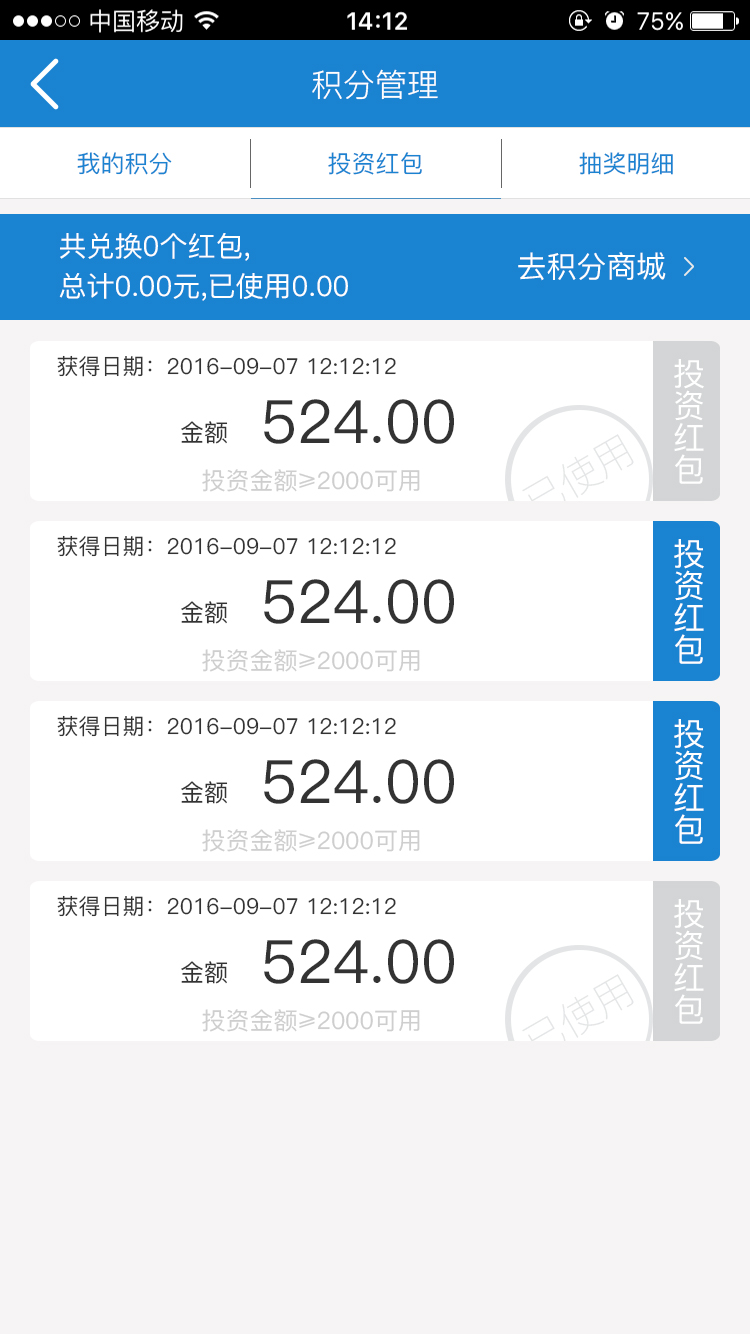 中国移动 14:12 75%
积分管理
我的积分 投资红包 抽奖明细
共兑换0个红包,
总计0.00元,已使用0.00
去积分商城
获得日期：2016-09-07 12:12:12
金额 524.00
投资金额≥2000可用
已使用
投资红包
获得日期：2016-09-07 12:12:12
金额 524.00
投资金额≥2000可用
投资红包
获得日期：2016-09-07 12:12:12
金额 524.00
投资金额≥2000可用
投资红包
获得日期：2016-09-07 12:12:12
金额 524.00
投资金额≥2000可用
已使用
投资红包